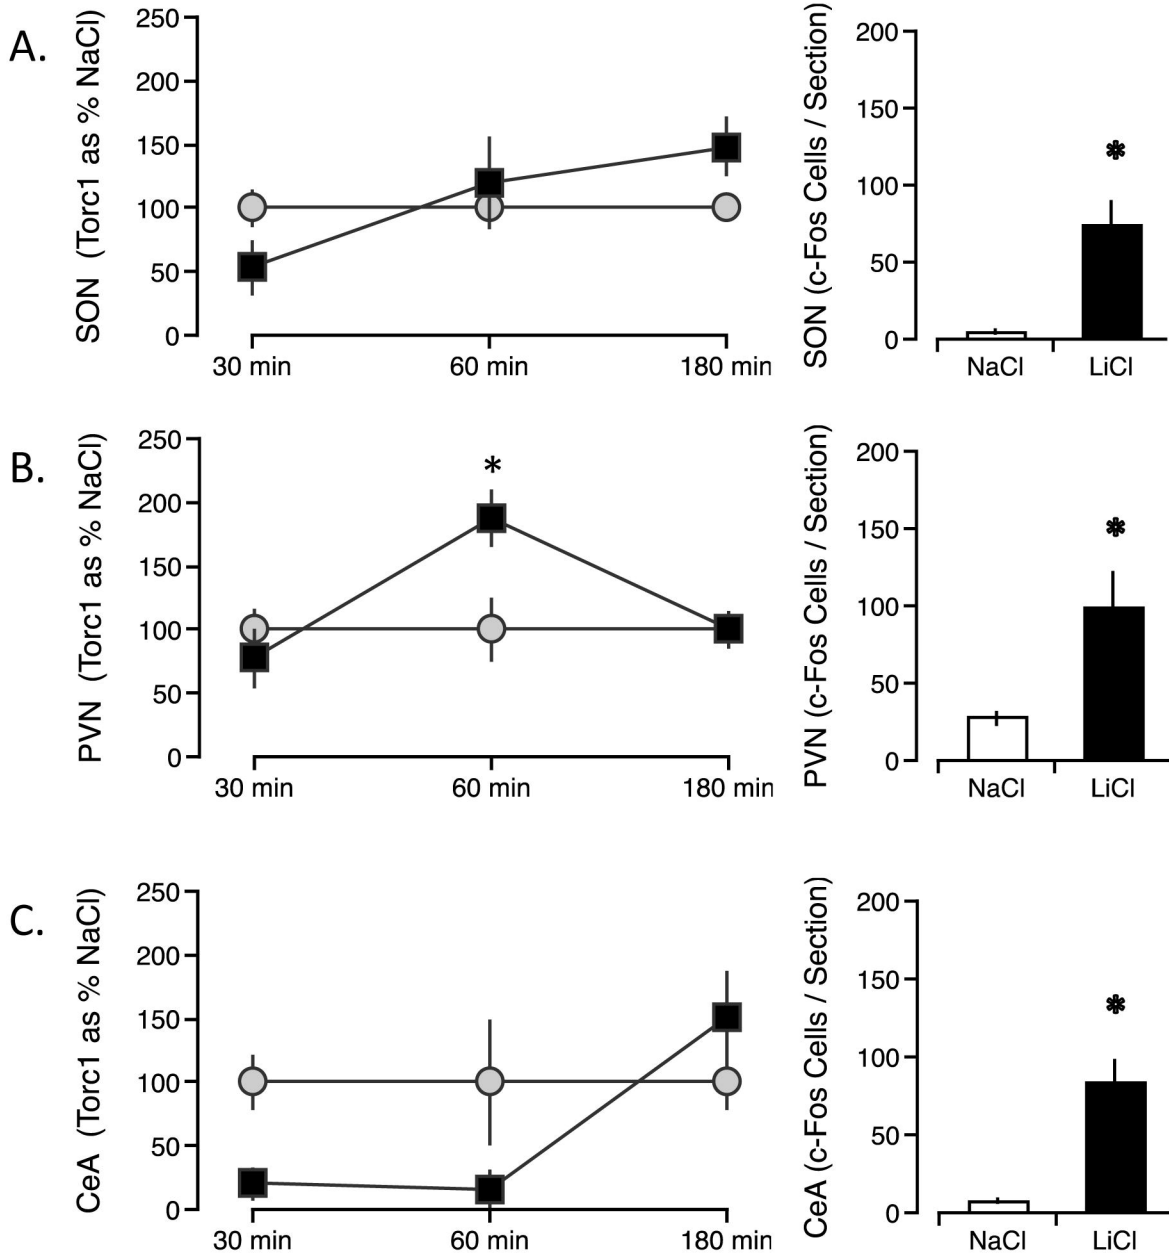 A.
SON (Torc1 as % NaCl)
250
200
150
100
50
0
30 min
60 min
180 min
SON (c-Fos Cells / Section)
200
150
100
50
0
*
NaCl
LiCl
B.
PVN (Torc1 as % NaCl)
250
200
150
100
50
0
*
30 min
60 min
180 min
PVN (c-Fos Cells / Section)
200
150
100
50
0
*
NaCl
LiCl
C.
CeA (Torc1 as % NaCl)
250
200
150
100
50
0
30 min
60 min
180 min
CeA (c-Fos Cells / Section)
200
150
100
50
0
*
NaCl
LiCl